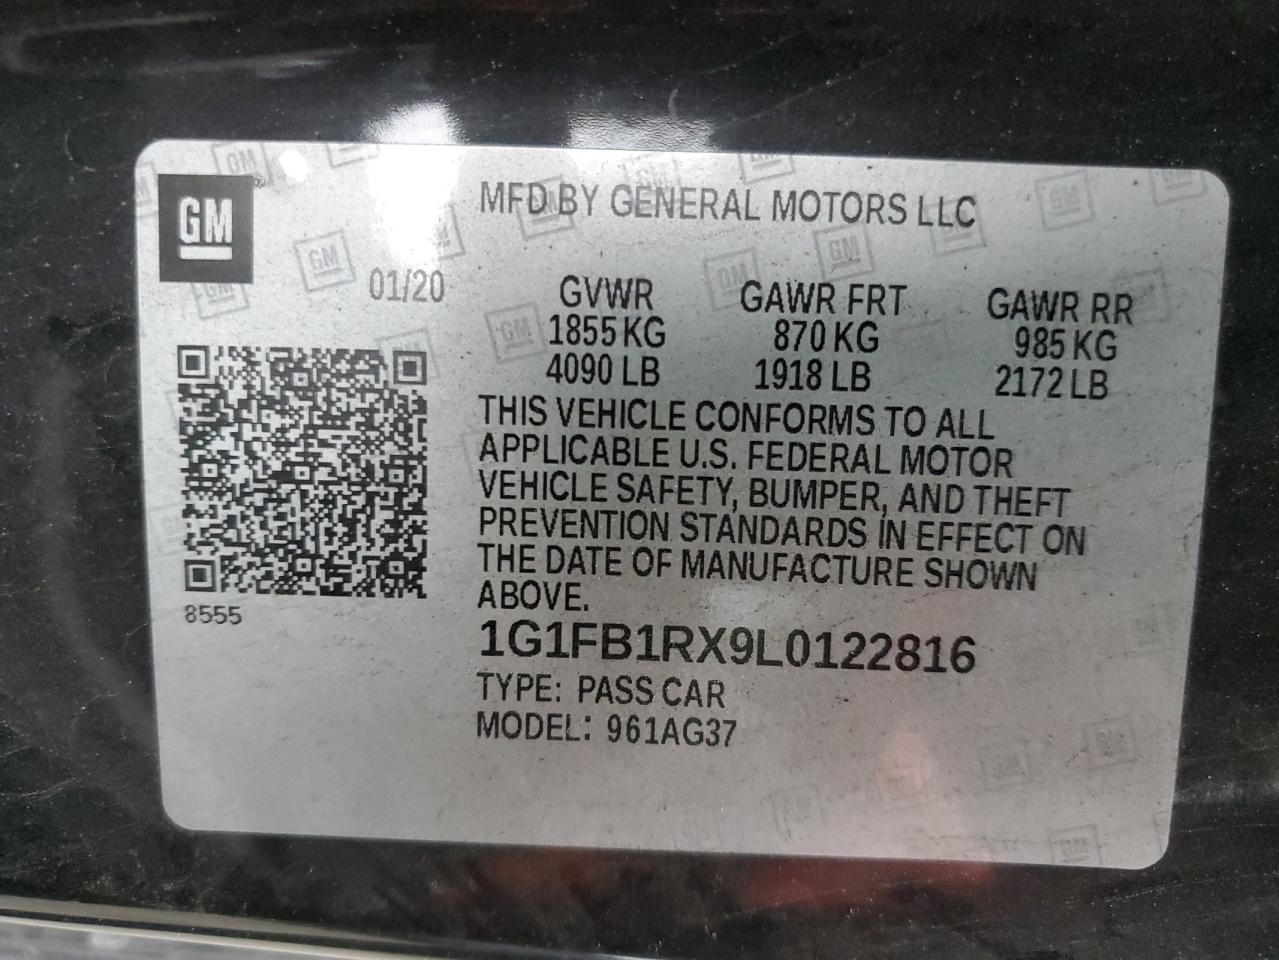 GM
MFD BY GENERAL MOTORS LLC
01/20
GVWR GAWR FRT GAWR RR
1855 KG 870 KG 985 KG
4090 LB 1918 LB 2172 LB
THIS VEHICLE CONFORMS TO ALL
APPLICABLE U.S. FEDERAL MOTOR
VEHICLE SAFETY, BUMPER, AND THEFT
PREVENTION STANDARDS IN EFFECT ON
THE DATE OF MANUFACTURE SHOWN
ABOVE.
8555
1G1FB1RX9L0122816
TYPE: PASS CAR
MODEL: 961AG37